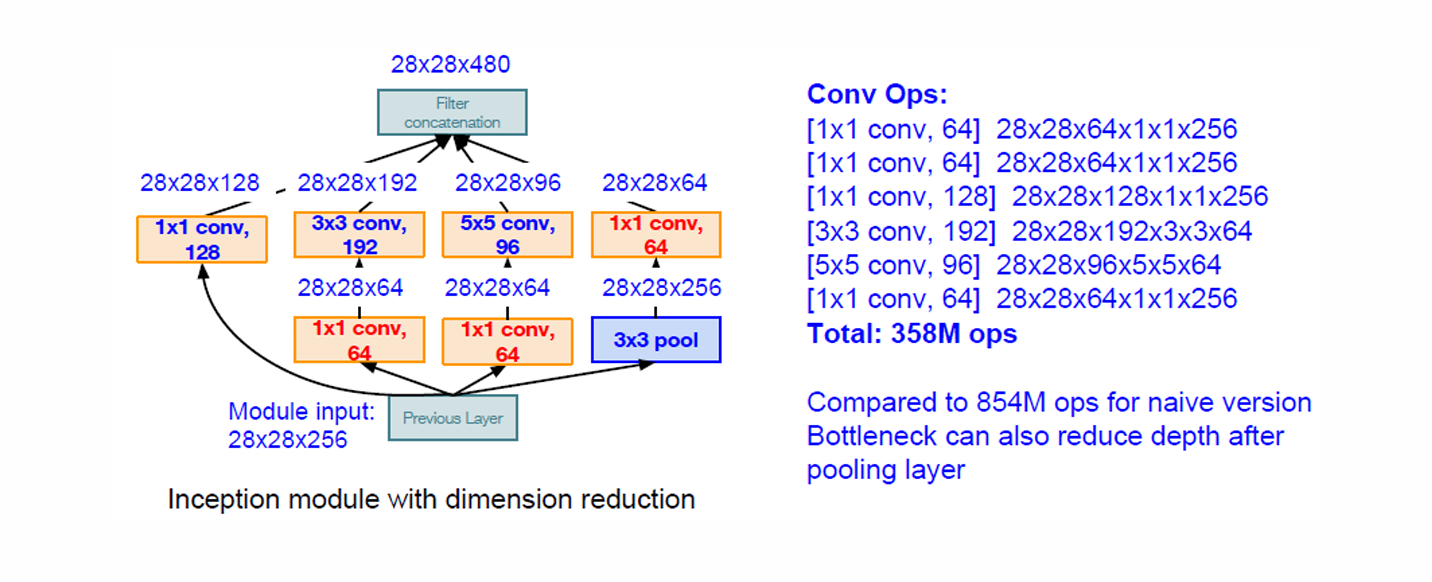 28x28x480
Filter
concatenation
28x28x128
28x28x192
28x28x96
28x28x64
1x1 conv,
128
3x3 conv,
192
5x5 conv,
96
1x1 conv,
64
28x28x64
28x28x64
28x28x256
1x1 conv,
64
1x1 conv,
64
3x3 pool
Module input:
28x28x256
Previous Layer
Inception module with dimension reduction
Conv Ops:
[1x1 conv, 64] 28x28x64x1x1x256
[1x1 conv, 64] 28x28x64x1x1x256
[1x1 conv, 128] 28x28x128x1x1x256
[3x3 conv, 192] 28x28x192x3x3x64
[5x5 conv, 96] 28x28x96x5x5x64
[1x1 conv, 64] 28x28x64x1x1x256
Total: 358M ops
Compared to 854M ops for naive version
Bottleneck can also reduce depth after
pooling layer